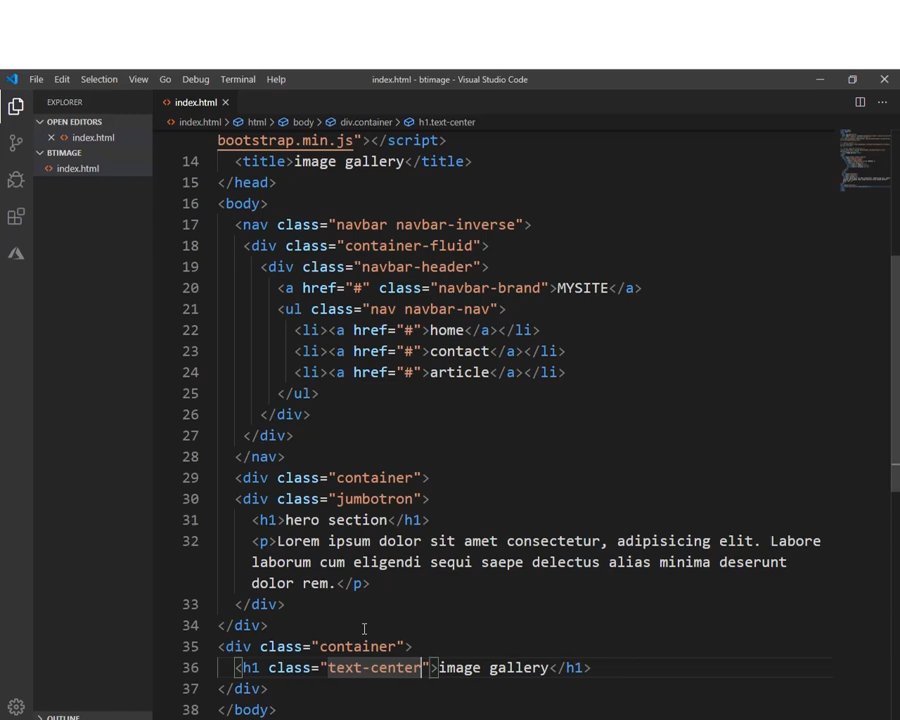 File Edit Selection View Go Debug Terminal Help index.html - btimage - Visual Studio Code
EXPLORER
index.html
OPEN EDITORS
index.html
BTIMAGE
index.html
OUTLINE
index.html > html > body > div.container > h1.text-center
bootstrap.min.js"></script>
14 <title>image gallery</title>
15 </head>
16 <body>
17 <nav class="navbar navbar-inverse">
18 <div class="container-fluid">
19 <div class="navbar-header">
20 <a href="#" class="navbar-brand">MYSITE</a>
21 <ul class="nav navbar-nav">
22 <li><a href="#">home</a></li>
23 <li><a href="#">contact</a></li>
24 <li><a href="#">article</a></li>
25 </ul>
26 </div>
27 </div>
28 </nav>
29 <div class="container">
30 <div class="jumbotron">
31 <h1>hero section</h1>
32 <p>Lorem ipsum dolor sit amet consectetur, adipisicing elit. Labore
laborum cum eligendi sequi saepe delectus alias minima deserunt
dolor rem.</p>
33 </div>
34 </div>
35 <div class="container">
36 <h1 class="text-center">image gallery</h1>
37 </div>
38 </body>